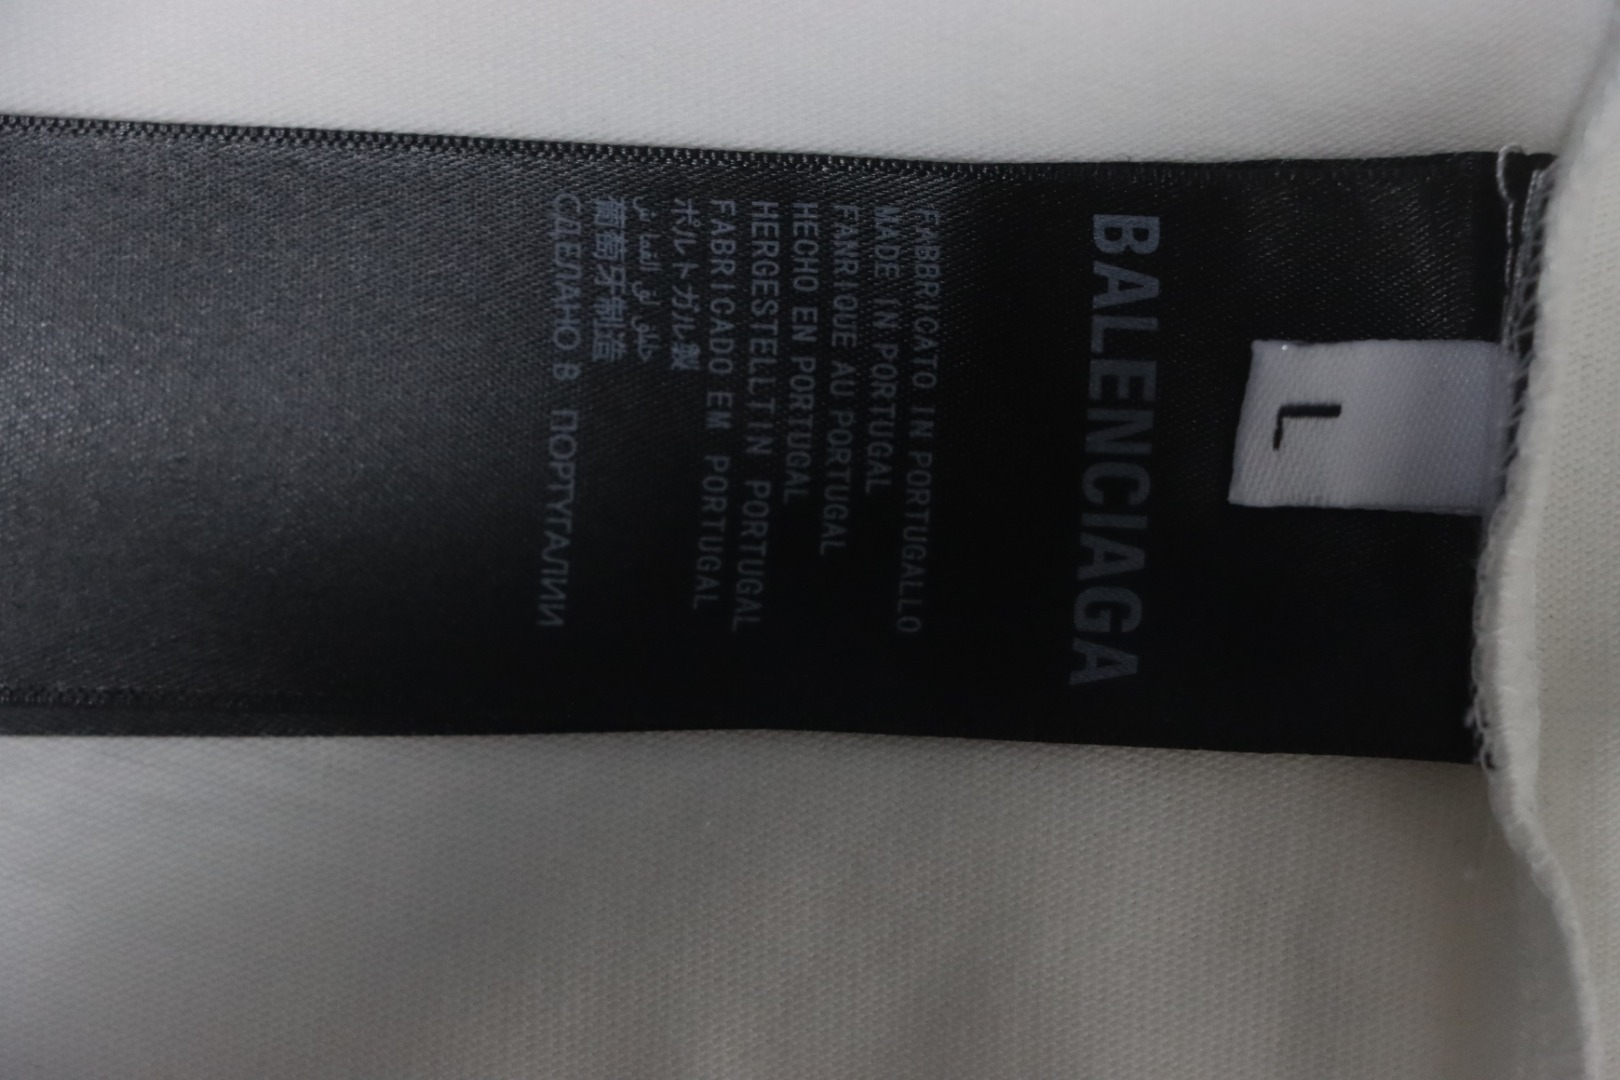 L
BALENCIAGA
FABBRICATO IN PORTUGALLO
MADE IN PORTUGAL
FANRIQUE AU PORTUGAL
HECHO EN PORTUGAL
HERGESTELLTIN PORTUGAL
FABRICADO EM PORTUGAL
ポルトガル製
葡萄牙制造
СДЕЛАНО В ПОРТУГАЛИИ